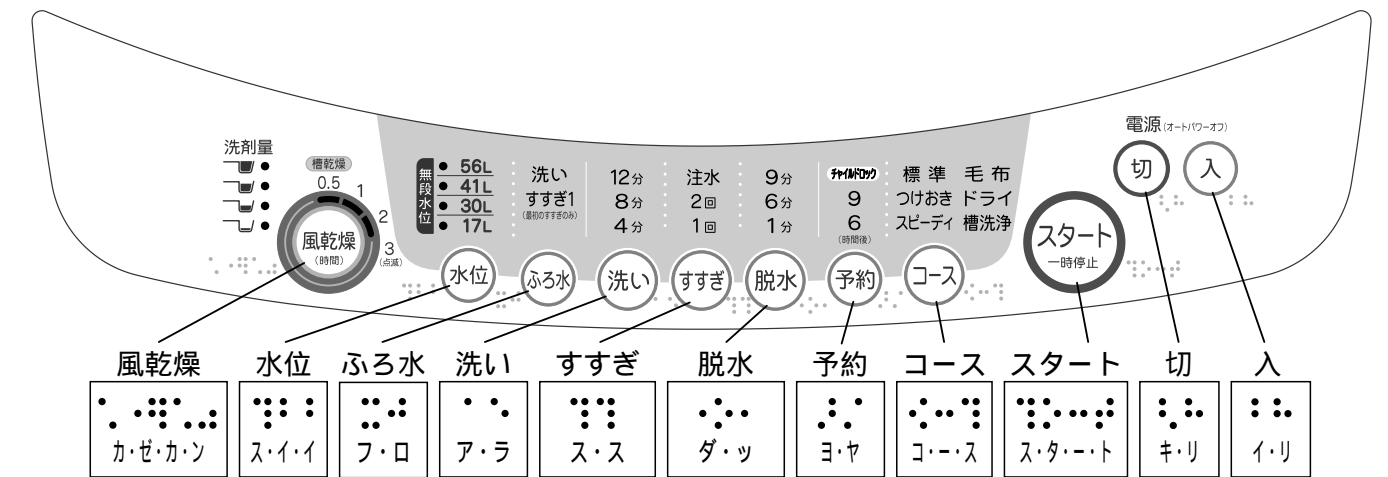 電源(オートパワーオフ)
切 入
洗剤量
槽乾燥
0.5 1 2 3(点滅)
風乾燥
(時間)
無段水位
56L
41L
30L
17L
洗い
すすぎ1
(最初のすすぎのみ)
12分
8分
4分
注水
2回
1回
9分
6分
1分
チャイルドロック
9
6
(時間後)
標準 毛布
つけおき ドライ
スピーディ 槽洗浄
水位 ふろ水 洗い すすぎ 脱水 予約 コース
スタート
一時停止
風乾燥 水位 ふろ水 洗い すすぎ 脱水 予約 コース スタート 切 入
カ・ゼ・カ・ン ス・イ・イ フ・ロ ア・ラ ス・ス ダ・ッ ヨ・ヤ コ・ー・ス ス・タ・ー・ト キ・リ イ・リ